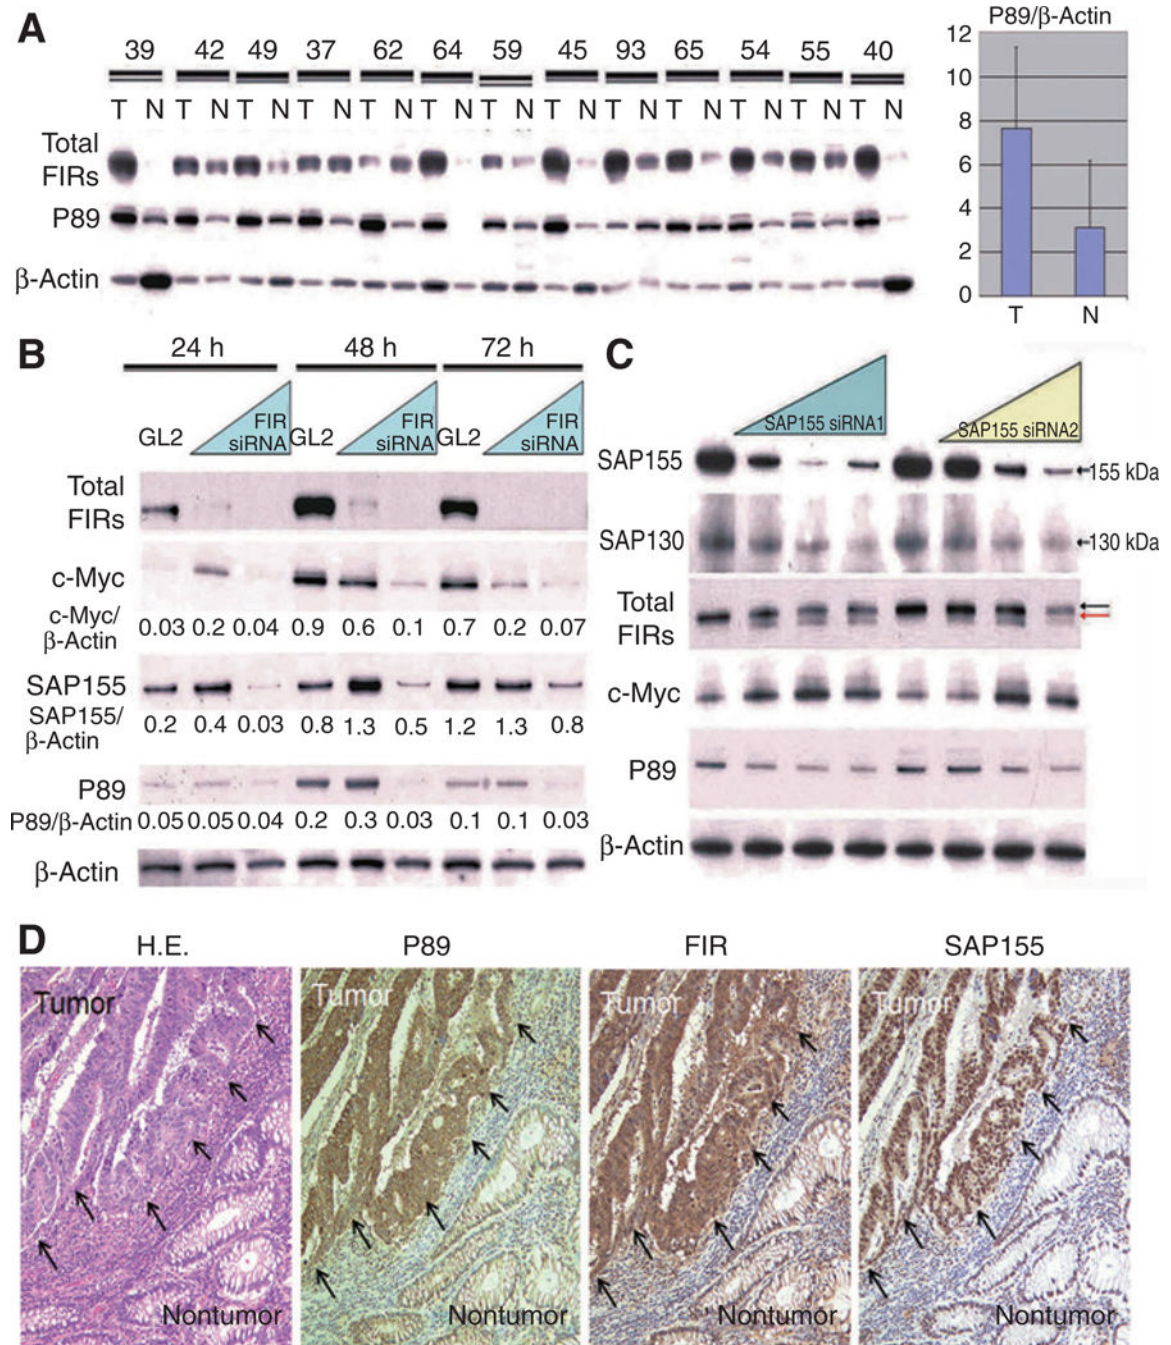 A
39 42 49 37 62 64 59 45 93 65 54 55 40
T N T N T N T N T N T N T N T N T N T N T N T N T N
Total
FIRs
P89
β-Actin
P89/β-Actin
12
10
8
6
4
2
0
T N
B
24 h 48 h 72 h
GL2 FIR siRNA GL2 FIR siRNA GL2 FIR siRNA
Total
FIRs
c-Myc
c-Myc/
β-Actin
0.03 0.2 0.04 0.9 0.6 0.1 0.7 0.2 0.07
SAP155
SAP155/
β-Actin
0.2 0.4 0.03 0.8 1.3 0.5 1.2 1.3 0.8
P89
P89/β-Actin 0.05 0.05 0.04 0.2 0.3 0.03 0.1 0.1 0.03
β-Actin
C
SAP155 siRNA1 SAP155 siRNA2
SAP155
155 kDa
SAP130
130 kDa
Total
FIRs
c-Myc
P89
β-Actin
D
H.E. P89 FIR SAP155
Tumor Tumor Tumor Tumor
Nontumor Nontumor Nontumor Nontumor